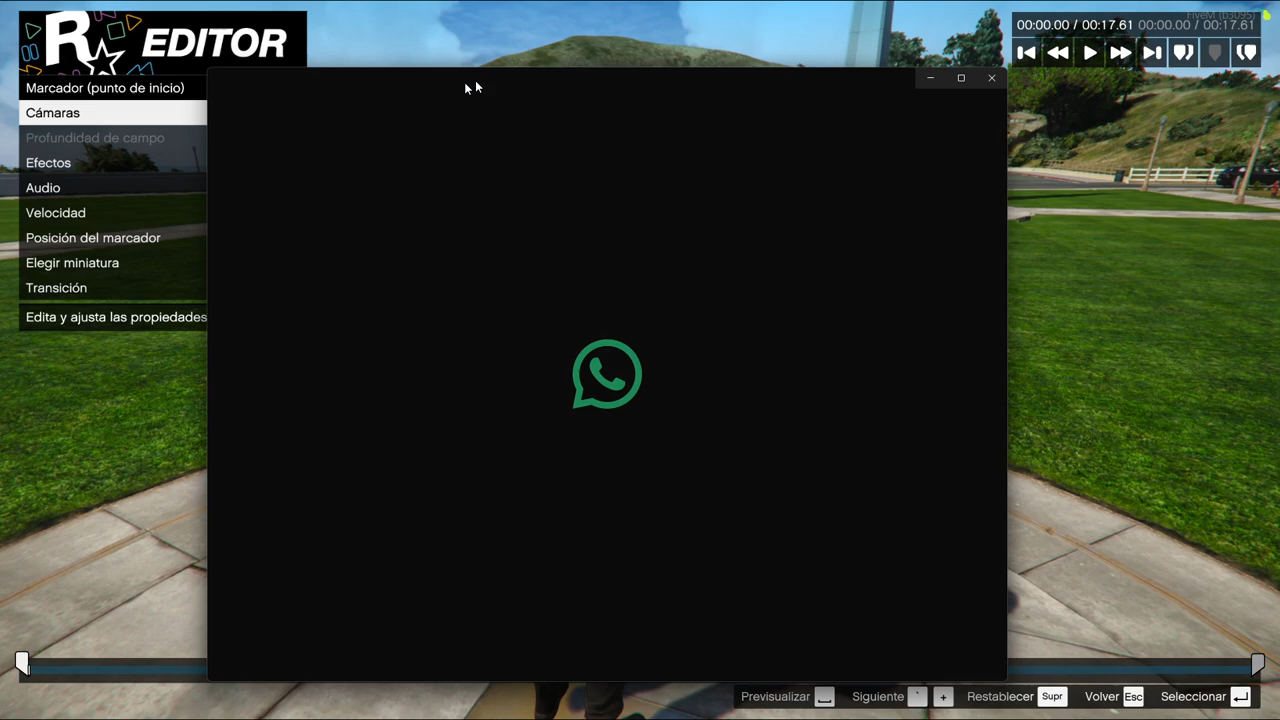 R EDITOR
FiveM (b3095)
00:00.00 / 00:17.61 00:00.00 / 00:17.61
Marcador (punto de inicio)
Cámaras
Profundidad de campo
Efectos
Audio
Velocidad
Posición del marcador
Elegir miniatura
Transición
Edita y ajusta las propiedades
Previsualizar Siguiente ` + Restablecer Supr Volver Esc Seleccionar